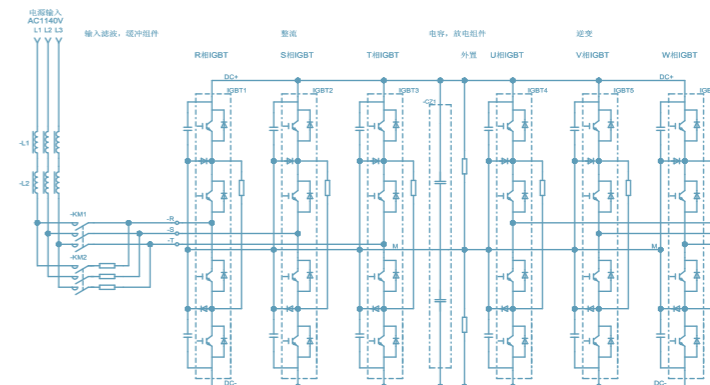 电源输入
AC1140V
L1 L2 L3
输入滤波，缓冲组件
整流
电容，放电组件
逆变
R相IGBT
S相IGBT
T相IGBT
外置
U相IGBT
V相IGBT
W相IGBT
DC+
DC+
IGBT1
IGBT2
IGBT3
-CZ1
IGBT4
IGBT5
-L1
-L2
-KM1
-R
-S
-T
M
M
-KM2
DC-
DC-